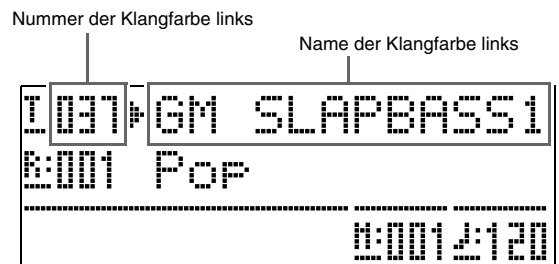 Nummer der Klangfarbe links
Name der Klangfarbe links
T 037 GM SLAPBASS1
R:001 Pop
M:001 ♩:120